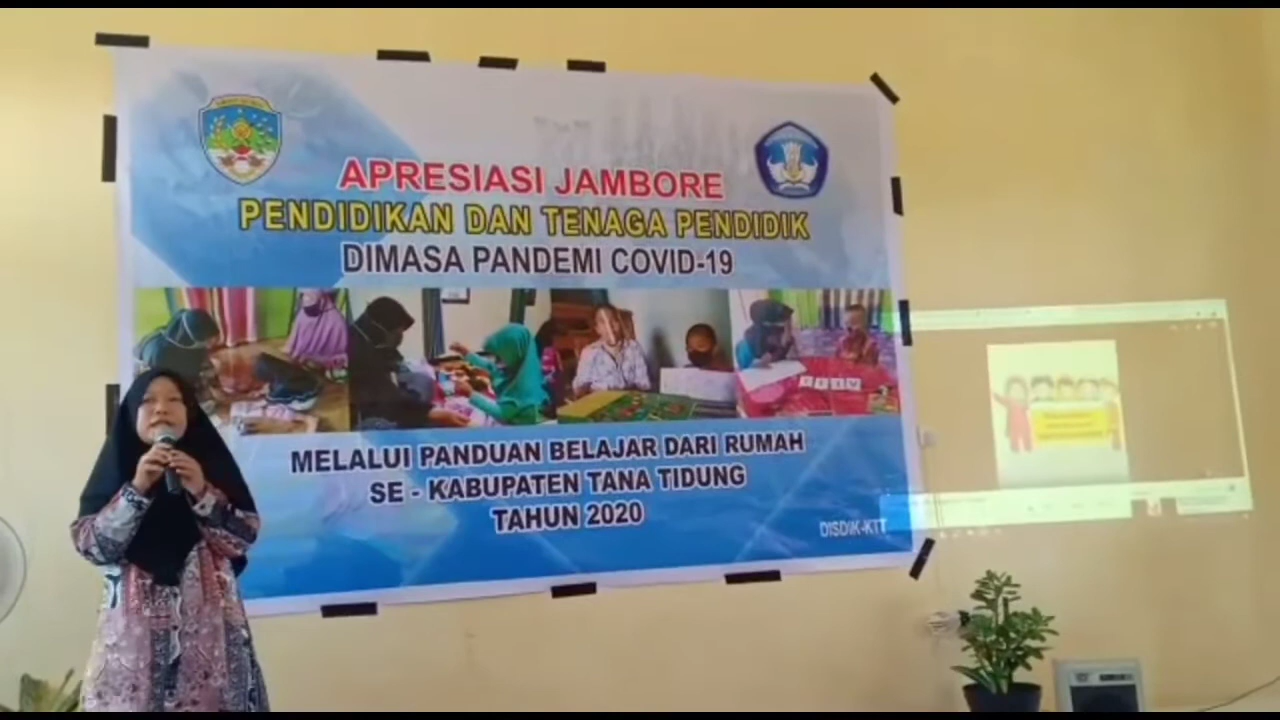 APRESIASI JAMBORE
PENDIDIKAN DAN TENAGA PENDIDIK
DIMASA PANDEMI COVID-19
MELALUI PANDUAN BELAJAR DARI RUMAH
SE - KABUPATEN TANA TIDUNG
TAHUN 2020
DISDIK-KTT